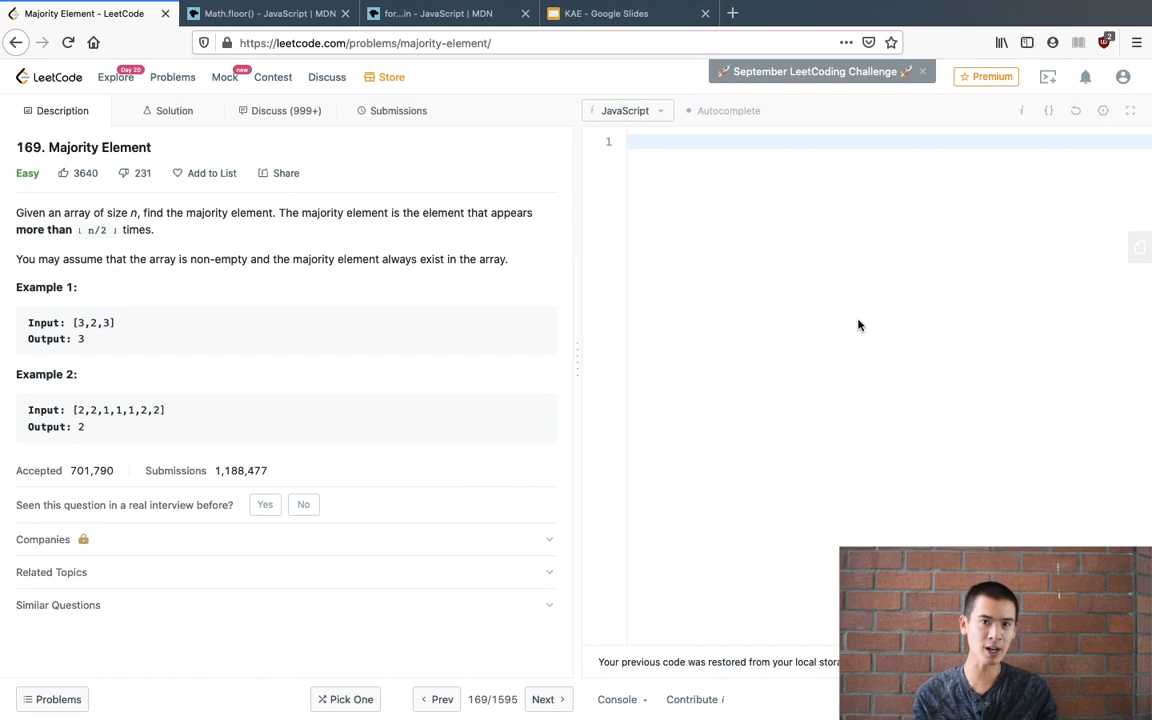 Majority Element - LeetCode
Math.floor() - JavaScript | MDN
for...in - JavaScript | MDN
KAE - Google Slides
https://leetcode.com/problems/majority-element/
2
LeetCode
Explore
Day 20
Problems
Mock
new
Contest
Discuss
Store
🚀 September LeetCoding Challenge 🚀
Premium
Description
Solution
Discuss (999+)
Submissions
i JavaScript
Autocomplete
i {}
169. Majority Element
Easy 3640 231 Add to List Share
Given an array of size n, find the majority element. The majority element is the element that appears
more than ⌊ n/2 ⌋ times.
You may assume that the array is non-empty and the majority element always exist in the array.
Example 1:
Input: [3,2,3]
Output: 3
Example 2:
Input: [2,2,1,1,1,2,2]
Output: 2
Accepted 701,790 Submissions 1,188,477
Seen this question in a real interview before? Yes No
Companies
Related Topics
Similar Questions
1
Your previous code was restored from your local
Problems
Pick One
Prev
169/1595
Next
Console
Contribute i